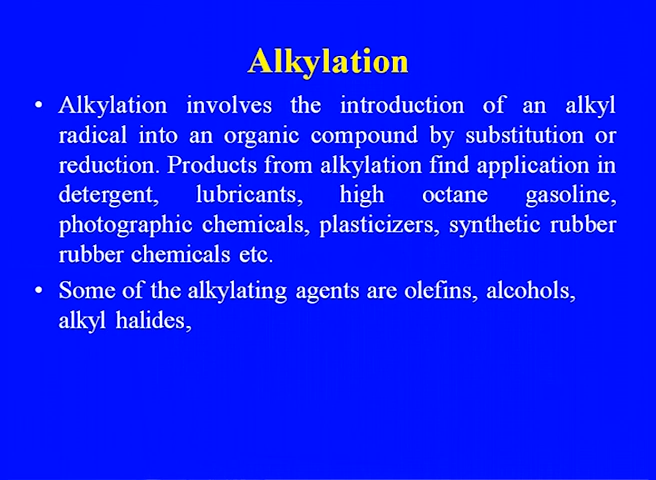 Alkylation
• Alkylation involves the introduction of an alkyl
radical into an organic compound by substitution or
reduction. Products from alkylation find application in
detergent, lubricants, high octane gasoline,
photographic chemicals, plasticizers, synthetic rubber
rubber chemicals etc.
• Some of the alkylating agents are olefins, alcohols,
alkyl halides,